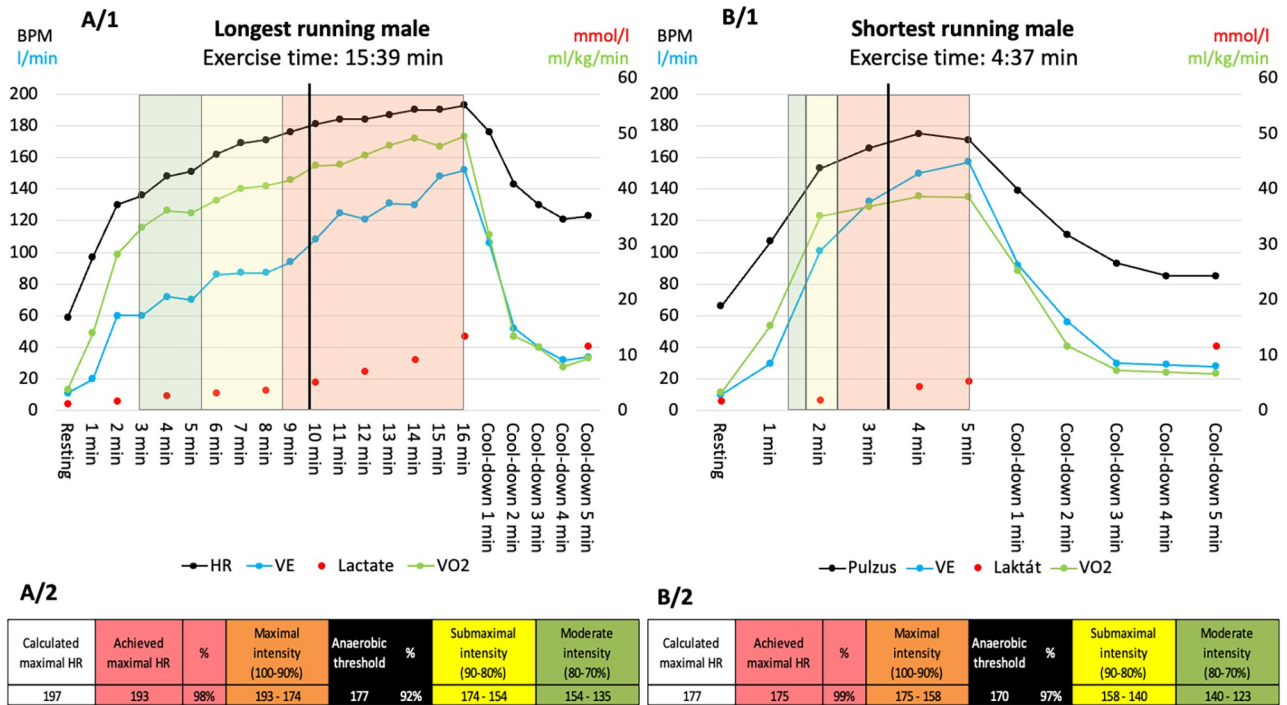 A/1
Longest running male
Exercise time: 15:39 min
BPM
l/min
mmol/l
ml/kg/min
200
180
160
140
120
100
80
60
40
20
0
60
50
40
30
20
10
0
Resting
1 min
2 min
3 min
4 min
5 min
6 min
7 min
8 min
9 min
10 min
11 min
12 min
13 min
14 min
15 min
16 min
Cool-down 1 min
Cool-down 2 min
Cool-down 3 min
Cool-down 4 min
Cool-down 5 min
HR VE Lactate VO2
B/1
Shortest running male
Exercise time: 4:37 min
BPM
l/min
mmol/l
ml/kg/min
200
180
160
140
120
100
80
60
40
20
0
60
50
40
30
20
10
0
Resting
1 min
2 min
3 min
4 min
5 min
Cool-down 1 min
Cool-down 2 min
Cool-down 3 min
Cool-down 4 min
Cool-down 5 min
Pulzus VE Laktát VO2
A/2
Calculated maximal HR
Achieved maximal HR
%
Maximal intensity (100-90%)
Anaerobic threshold
%
Submaximal intensity (90-80%)
Moderate intensity (80-70%)
197 193 98% 193 - 174 177 92% 174 - 154 154 - 135
B/2
Calculated maximal HR
Achieved maximal HR
%
Maximal intensity (100-90%)
Anaerobic threshold
%
Submaximal intensity (90-80%)
Moderate intensity (80-70%)
177 175 99% 175 - 158 170 97% 158 - 140 140 - 123